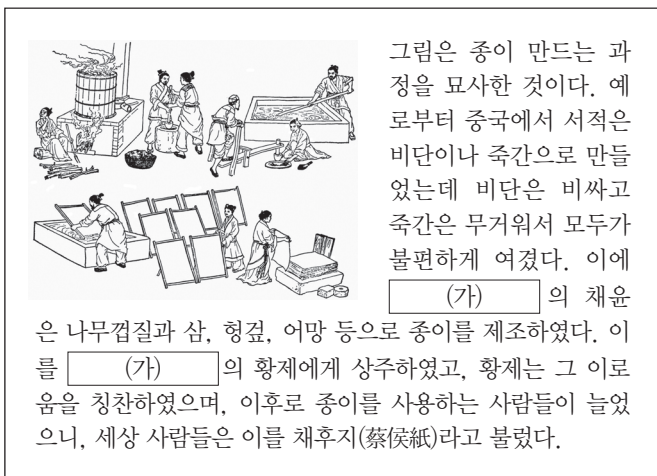 그림은 종이 만드는 과
정을 묘사한 것이다. 예
로부터 중국에서 서적은
비단이나 죽간으로 만들
었는데 비단은 비싸고
죽간은 무거워서 모두가
불편하게 여겼다. 이에
(가) 의 채윤
은 나무껍질과 삼, 헝겊, 어망 등으로 종이를 제조하였다. 이
를 (가) 의 황제에게 상주하였고, 황제는 그 이로
움을 칭찬하였으며, 이후로 종이를 사용하는 사람들이 늘었
으니, 세상 사람들은 이를 채후지(蔡侯紙)라고 불렀다.